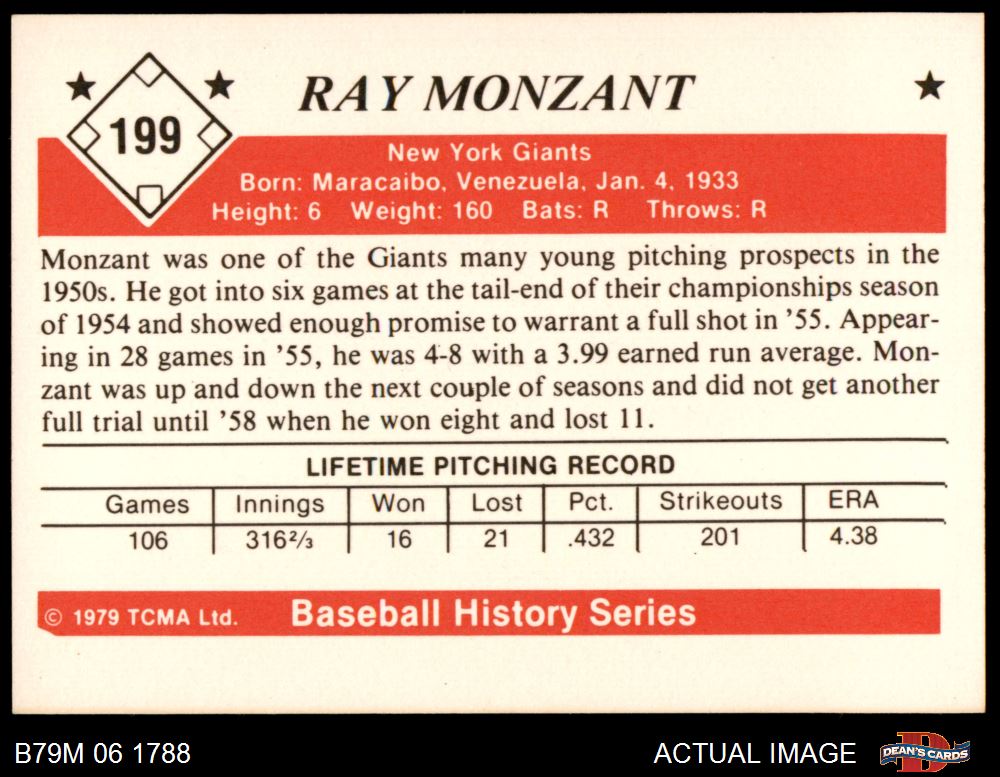 199
RAY MONZANT
New York Giants
Born: Maracaibo, Venezuela, Jan. 4, 1933
Height: 6 Weight: 160 Bats: R Throws: R
Monzant was one of the Giants many young pitching prospects in the
1950s. He got into six games at the tail-end of their championships season
of 1954 and showed enough promise to warrant a full shot in ’55. Appear-
ing in 28 games in ’55, he was 4-8 with a 3.99 earned run average. Mon-
zant was up and down the next couple of seasons and did not get another
full trial until ’58 when he won eight and lost 11.
LIFETIME PITCHING RECORD
Games Innings Won Lost Pct. Strikeouts ERA
106 316⅔ 16 21 .432 201 4.38
© 1979 TCMA Ltd. Baseball History Series
B79M 06 1788 ACTUAL IMAGE DEAN'S CARDS